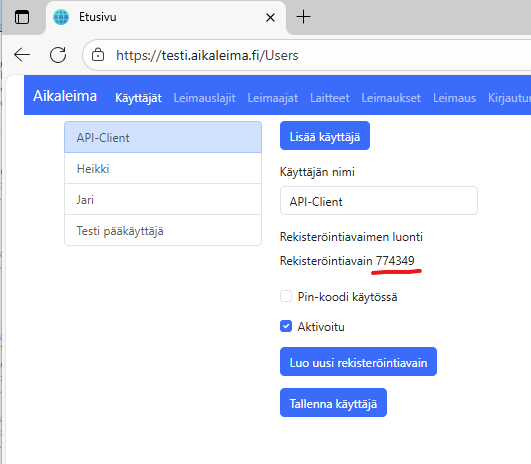 Etusivu
https://testi.aikaleima.fi/Users
Aikaleima Käyttäjät Leimauslajit Leimaajat Laitteet Leimaukset Leimaus Kirjautu
API-Client
Heikki
Jari
Testi pääkäyttäjä
Lisää käyttäjä
Käyttäjän nimi
API-Client
Rekisteröintiavaimen luonti
Rekisteröintiavain 774349
Pin-koodi käytössä
Aktivoitu
Luo uusi rekisteröintiavain
Tallenna käyttäjä